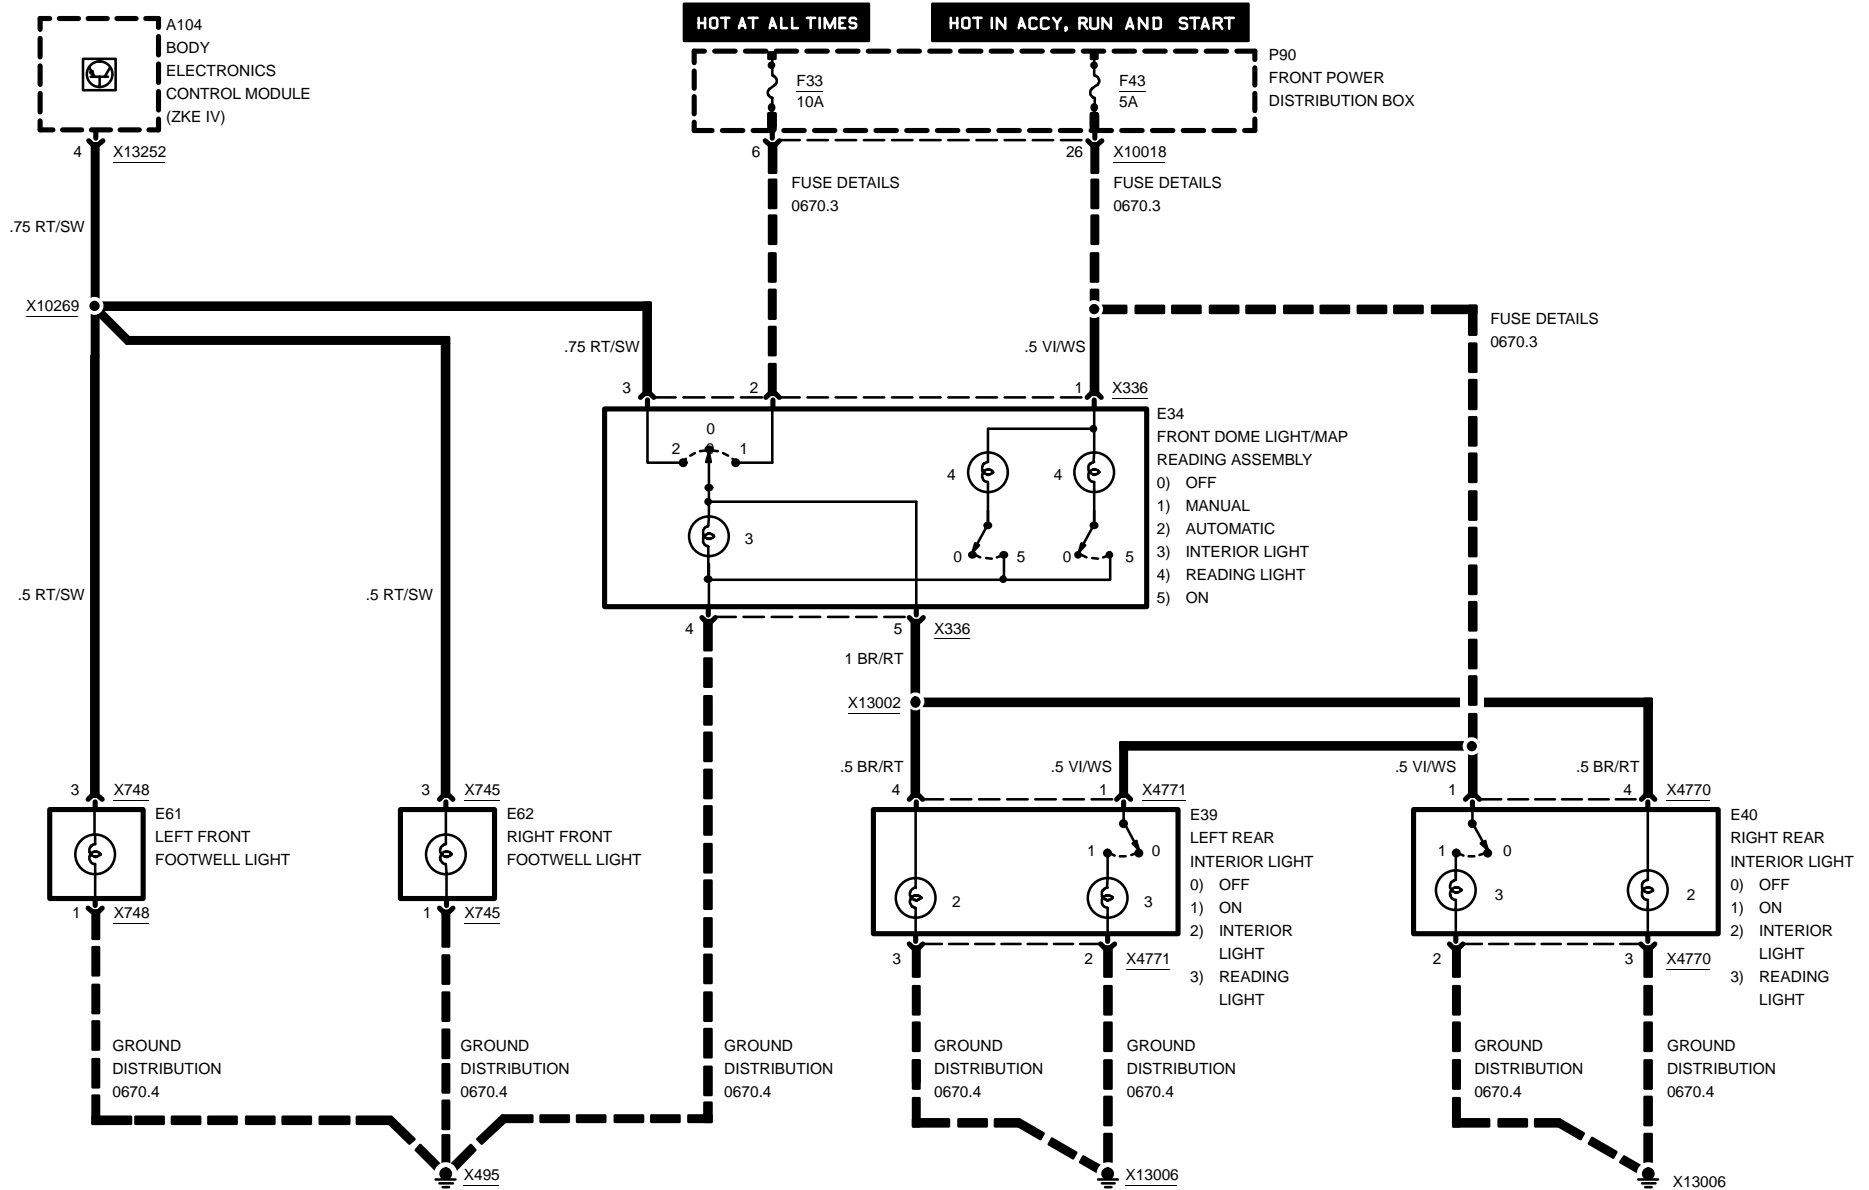 HOT AT ALL TIMES
HOT IN ACCY, RUN AND START
A104
BODY
ELECTRONICS
CONTROL MODULE
(ZKE IV)
F33
10A
F43
5A
P90
FRONT POWER
DISTRIBUTION BOX
4
X13252
6
26
X10018
FUSE DETAILS
0670.3
FUSE DETAILS
0670.3
.75 RT/SW
X10269
FUSE DETAILS
0670.3
.75 RT/SW
.5 VI/WS
3
2
1
X336
E34
FRONT DOME LIGHT/MAP
READING ASSEMBLY
0) OFF
1) MANUAL
2) AUTOMATIC
3) INTERIOR LIGHT
4) READING LIGHT
5) ON
0
2
1
4
4
3
0
5
0
5
.5 RT/SW
.5 RT/SW
4
5
X336
1 BR/RT
X13002
.5 BR/RT
.5 VI/WS
.5 VI/WS
.5 BR/RT
3
X748
3
X745
4
1
X4771
1
4
X4770
E61
LEFT FRONT
FOOTWELL LIGHT
E62
RIGHT FRONT
FOOTWELL LIGHT
E39
LEFT REAR
INTERIOR LIGHT
0) OFF
1) ON
2) INTERIOR
LIGHT
3) READING
LIGHT
E40
RIGHT REAR
INTERIOR LIGHT
0) OFF
1) ON
2) INTERIOR
LIGHT
3) READING
LIGHT
1
0
2
3
1
0
3
2
1
X748
1
X745
3
2
X4771
2
3
X4770
GROUND
DISTRIBUTION
0670.4
GROUND
DISTRIBUTION
0670.4
GROUND
DISTRIBUTION
0670.4
GROUND
DISTRIBUTION
0670.4
GROUND
DISTRIBUTION
0670.4
GROUND
DISTRIBUTION
0670.4
GROUND
DISTRIBUTION
0670.4
X495
X13006
X13006